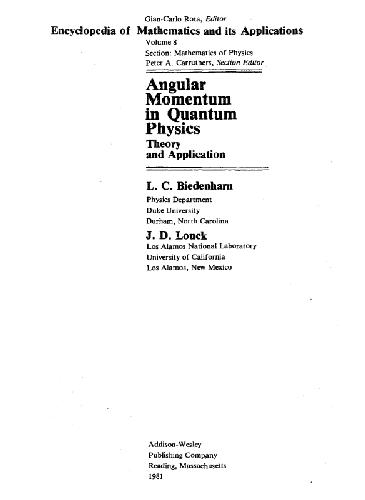 Gian-Carlo Rota, Editor
Encyclopedia of Mathematics and its Applications
Volume 8
Section: Mathematics of Physics
Peter A. Carruthers, Section Editor
Angular
Momentum
in Quantum
Physics
Theory
and Application
L. C. Biedenharn
Physics Department
Duke University
Durham, North Carolina
J. D. Louck
Los Alamos National Laboratory
University of California
Los Alamos, New Mexico
Addison-Wesley
Publishing Company
Reading, Massachusetts
1981